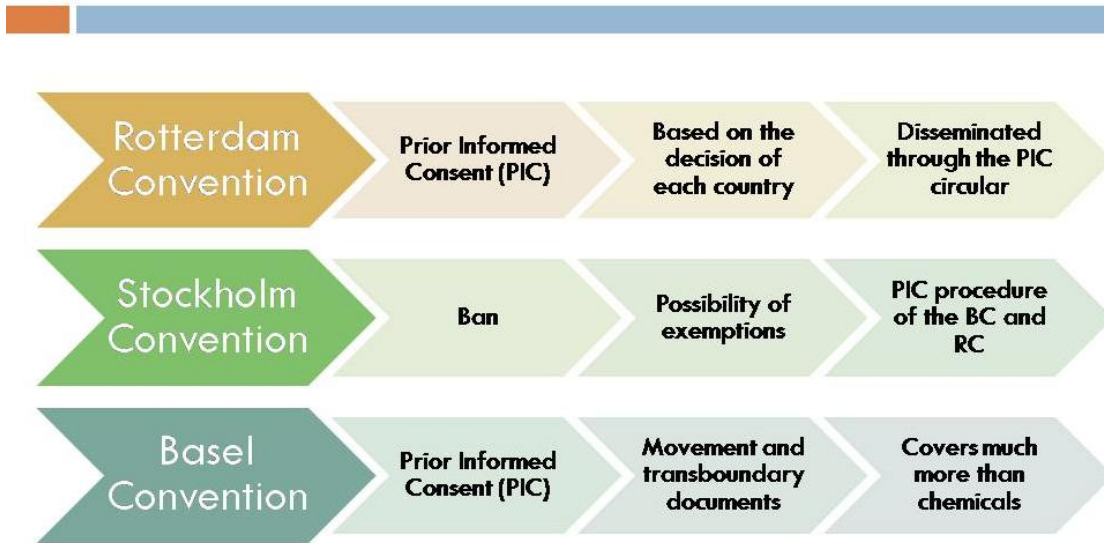 Rotterdam
Convention
Prior Informed
Consent (PIC)
Based on the
decision of
each country
Disseminated
through the PIC
circular
Stockholm
Convention
Ban
Possibility of
exemptions
PIC procedure
of the BC and
RC
Basel
Convention
Prior Informed
Consent (PIC)
Movement and
transboundary
documents
Covers much
more than
chemicals